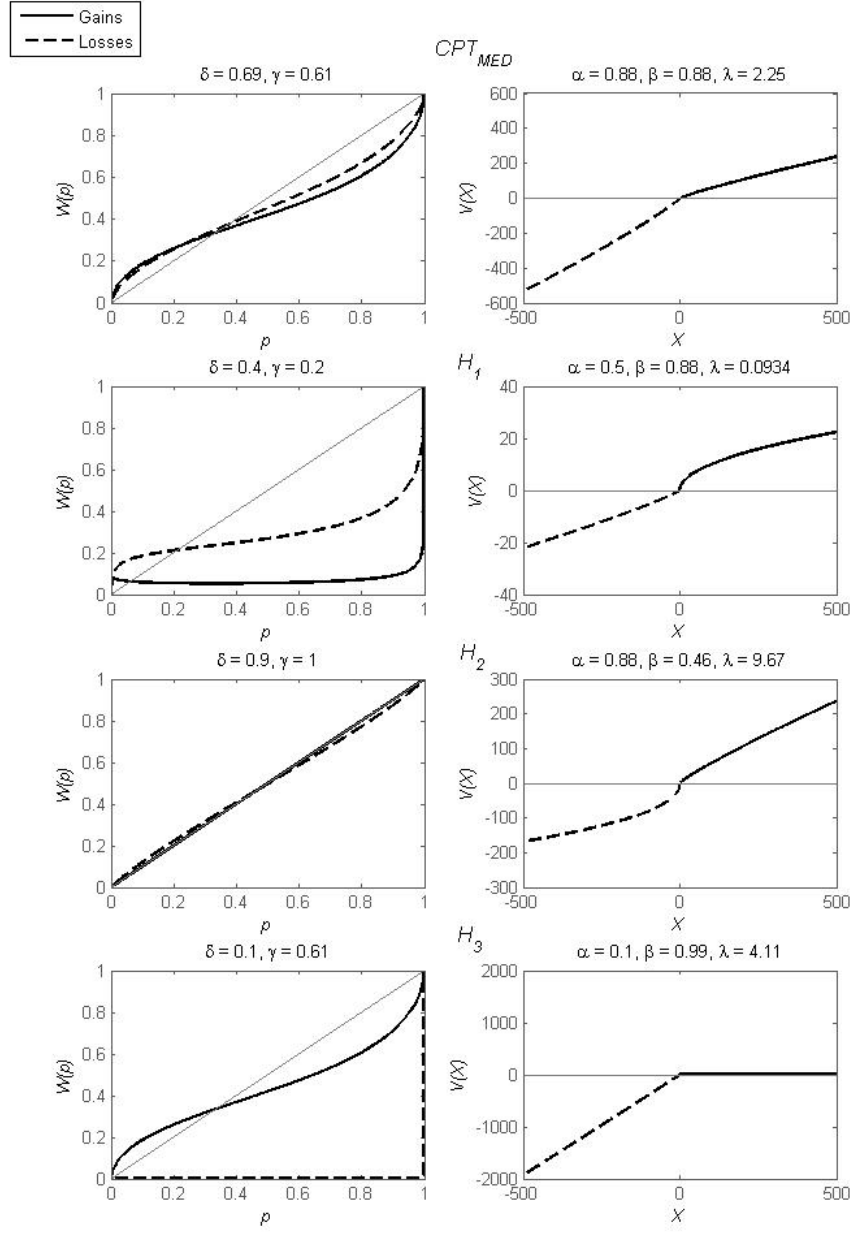 Gains
Losses
CPT_MED
δ = 0.69, γ = 0.61
α = 0.88, β = 0.88, λ = 2.25
W(p)
1
0.8
0.6
0.4
0.2
0
0 0.2 0.4 0.6 0.8 1
p
V(X)
600
400
200
0
-200
-400
-600
-500 0 500
X
H_1
δ = 0.4, γ = 0.2
α = 0.5, β = 0.88, λ = 0.0934
W(p)
1
0.8
0.6
0.4
0.2
0
0 0.2 0.4 0.6 0.8 1
p
V(X)
40
20
0
-20
-40
-500 0 500
X
H_2
δ = 0.9, γ = 1
α = 0.88, β = 0.46, λ = 9.67
W(p)
1
0.8
0.6
0.4
0.2
0
0 0.2 0.4 0.6 0.8 1
p
V(X)
300
200
100
0
-100
-200
-300
-500 0 500
X
H_3
δ = 0.1, γ = 0.61
α = 0.1, β = 0.99, λ = 4.11
W(p)
1
0.8
0.6
0.4
0.2
0
0 0.2 0.4 0.6 0.8 1
p
V(X)
2000
1000
0
-1000
-2000
-500 0 500
X